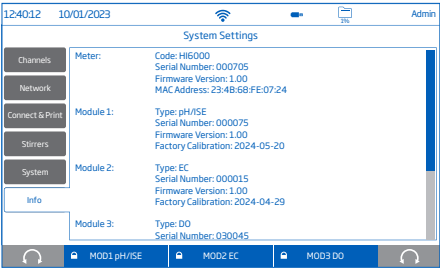 12:40:12 10/01/2023 1% Admin
System Settings
Channels
Network
Connect & Print
Stirrers
System
Info
Meter: Code: HI6000
Serial Number: 000705
Firmware Version: 1.00
MAC Address: 23:4B:68:FE:07:24
Module 1: Type: pH/ISE
Serial Number: 000075
Firmware Version: 1.00
Factory Calibration: 2024-05-20
Module 2: Type: EC
Serial Number: 000015
Firmware Version: 1.00
Factory Calibration: 2024-04-29
Module 3: Type: DO
Serial Number: 030045
MOD1 pH/ISE MOD2 EC MOD3 DO